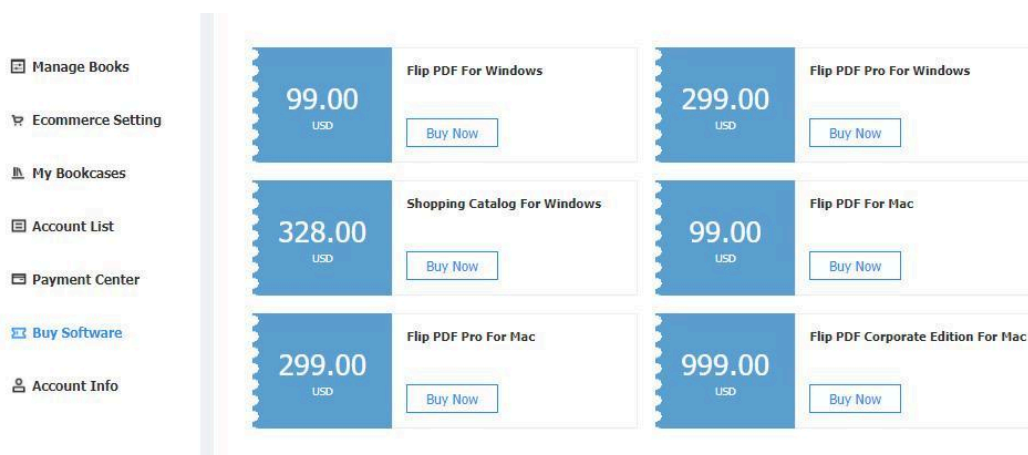 Manage Books
Ecommerce Setting
My Bookcases
Account List
Payment Center
Buy Software
Account Info
99.00
USD
Flip PDF For Windows
Buy Now
299.00
USD
Flip PDF Pro For Windows
Buy Now
328.00
USD
Shopping Catalog For Windows
Buy Now
99.00
USD
Flip PDF For Mac
Buy Now
299.00
USD
Flip PDF Pro For Mac
Buy Now
999.00
USD
Flip PDF Corporate Edition For Mac
Buy Now